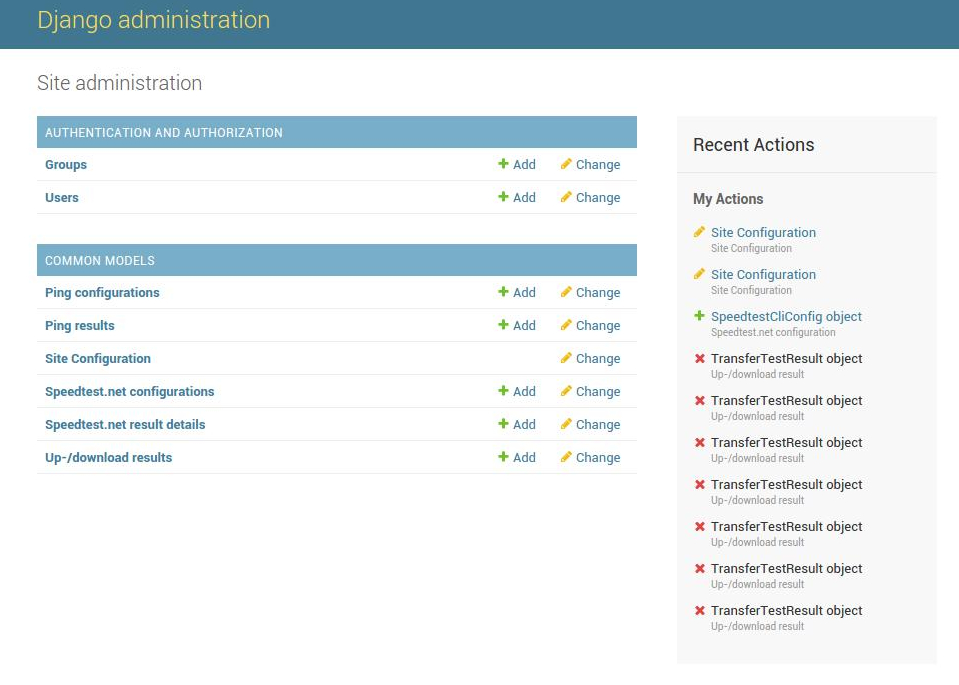 Django administration
Site administration
AUTHENTICATION AND AUTHORIZATION
Groups Add Change
Users Add Change
COMMON MODELS
Ping configurations Add Change
Ping results Add Change
Site Configuration Change
Speedtest.net configurations Add Change
Speedtest.net result details Add Change
Up-/download results Add Change
Recent Actions
My Actions
Site Configuration
Site Configuration
Site Configuration
Site Configuration
SpeedtestCliConfig object
Speedtest.net configuration
TransferTestResult object
Up-/download result
TransferTestResult object
Up-/download result
TransferTestResult object
Up-/download result
TransferTestResult object
Up-/download result
TransferTestResult object
Up-/download result
TransferTestResult object
Up-/download result
TransferTestResult object
Up-/download result